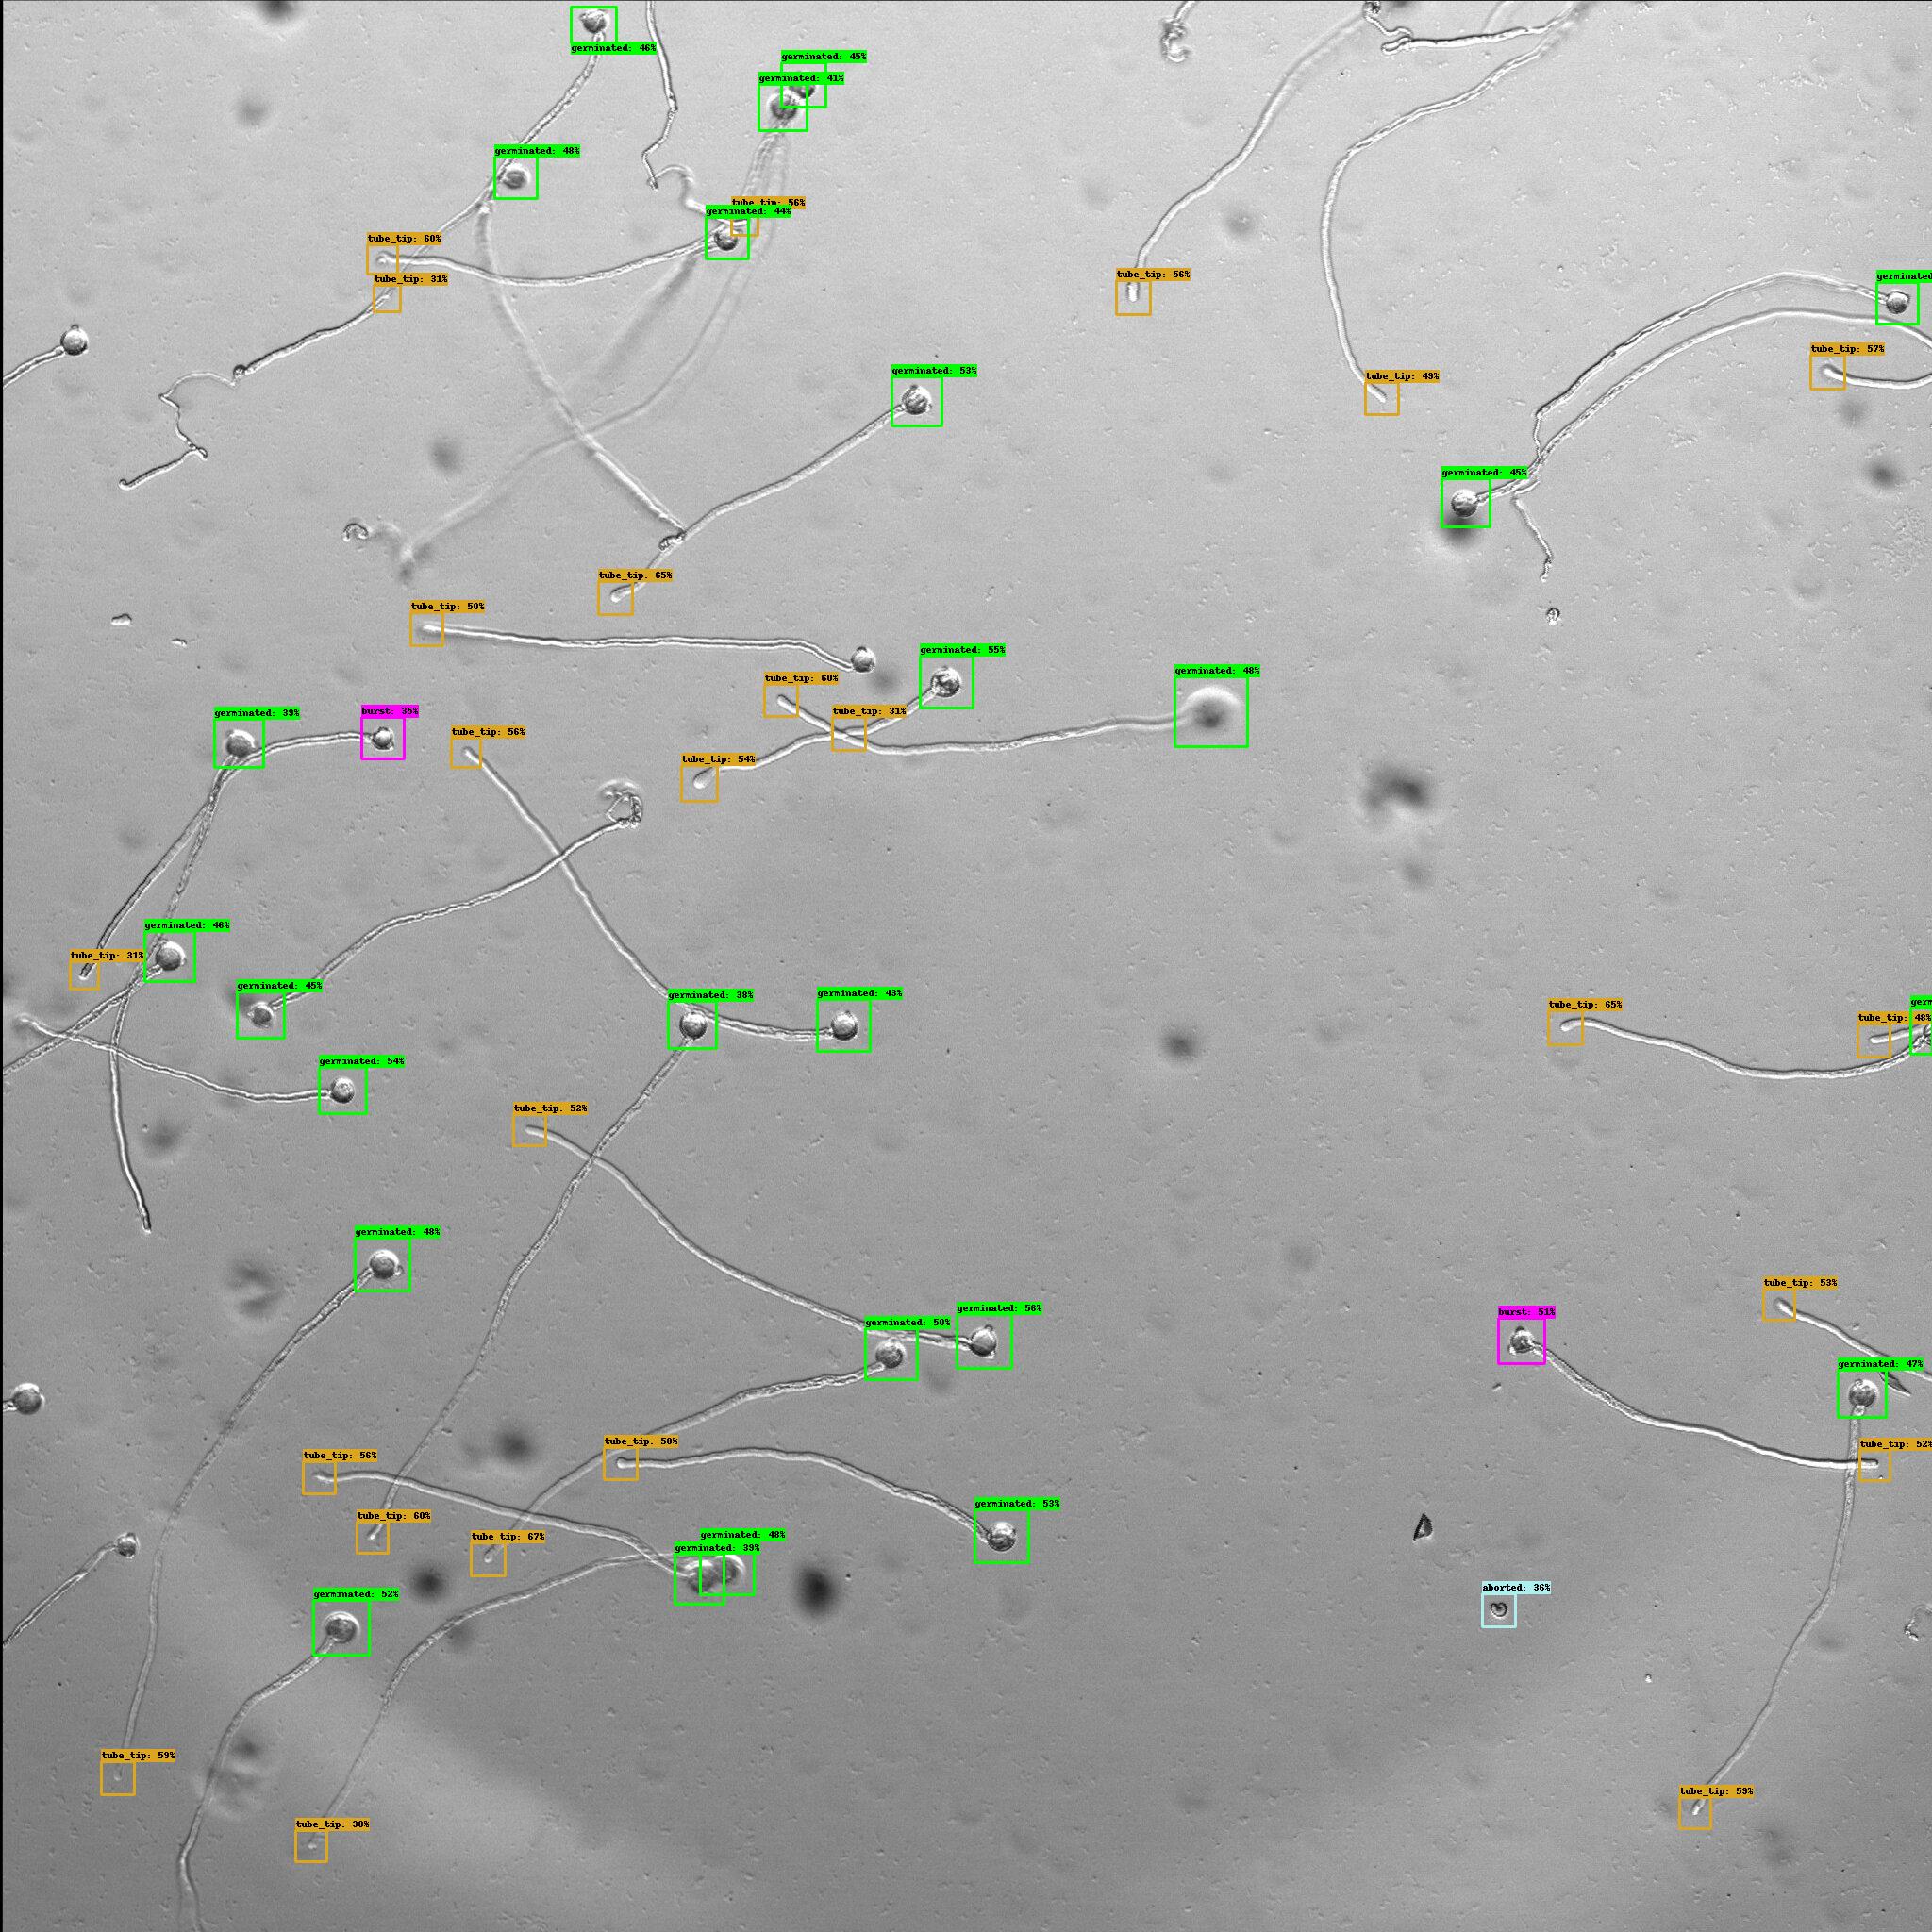 germinated: 46%
germinated: 45%
germinated: 41%
germinated: 48%
tube_tip: 56%
germinated: 44%
tube_tip: 60%
tube_tip: 31%
tube_tip: 56%
germinated
tube_tip: 57%
germinated: 53%
tube_tip: 49%
germinated: 45%
tube_tip: 65%
tube_tip: 50%
germinated: 55%
germinated: 48%
tube_tip: 60%
germinated: 39%
burst: 35%
tube_tip: 31%
tube_tip: 56%
tube_tip: 54%
germinated: 46%
tube_tip: 31%
germinated: 45%
germinated: 38%
germinated: 43%
tube_tip: 65%
germ
tube_tip: 48%
germinated: 54%
tube_tip: 52%
germinated: 48%
tube_tip: 53%
germinated: 56%
burst: 51%
germinated: 50%
germinated: 47%
tube_tip: 50%
tube_tip: 52%
tube_tip: 56%
germinated: 53%
tube_tip: 60%
tube_tip: 67%
germinated: 48%
germinated: 39%
aborted: 36%
germinated: 52%
tube_tip: 59%
tube_tip: 59%
tube_tip: 30%